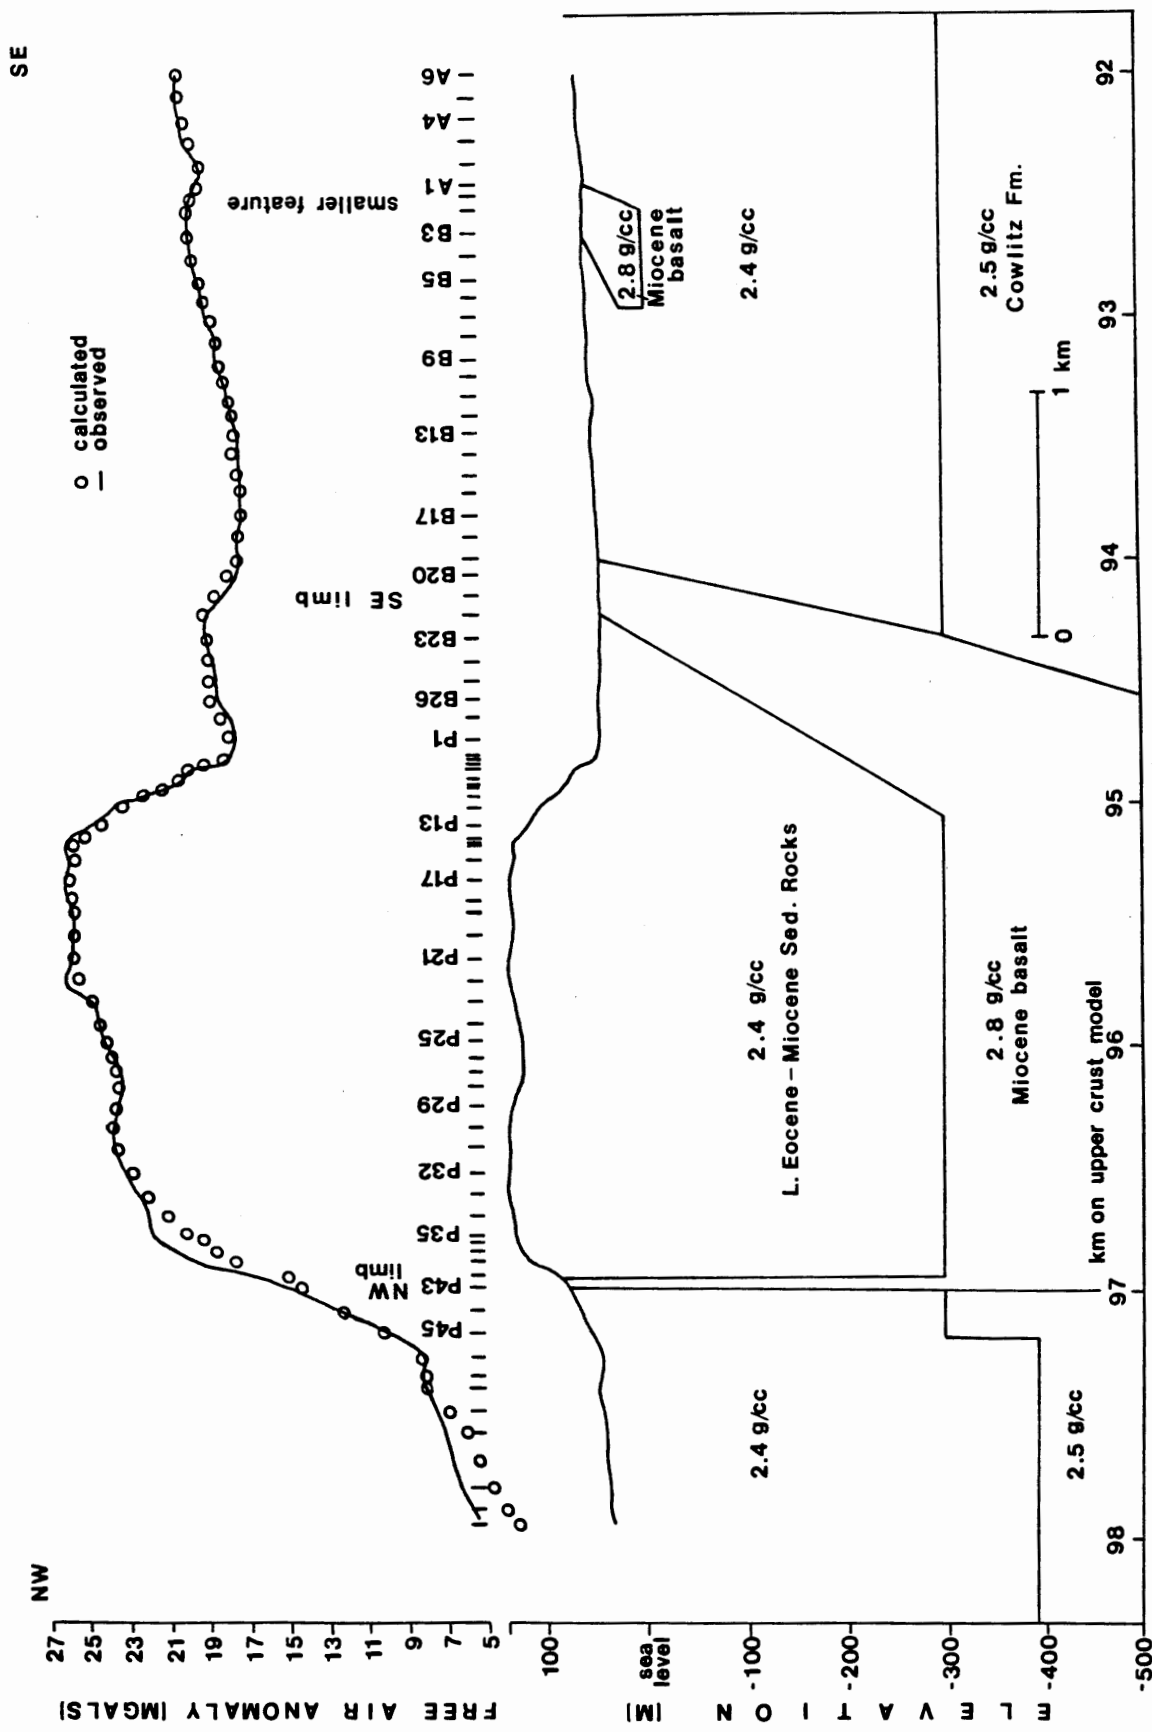 NW
SE
FREE AIR ANOMALY (MGALS)
27
25
23
21
19
17
15
13
11
9
7
5
o calculated
— observed
NW
limb
SE limb
smaller feature
P45
P43
P35
P32
P29
P25
P21
P17
P13
P1
B26
B23
B20
B17
B13
B9
B5
B3
A1
A4
A6
ELEVATION (M)
100
sea
level
-100
-200
-300
-400
-500
2.4 g/cc
2.5 g/cc
2.4 g/cc
L. Eocene – Miocene Sed. Rocks
2.8 g/cc
Miocene basalt
2.8 g/cc
Miocene
basalt
2.4 g/cc
2.5 g/cc
Cowlitz Fm.
0
1 km
km on upper crust model
98
97
96
95
94
93
92